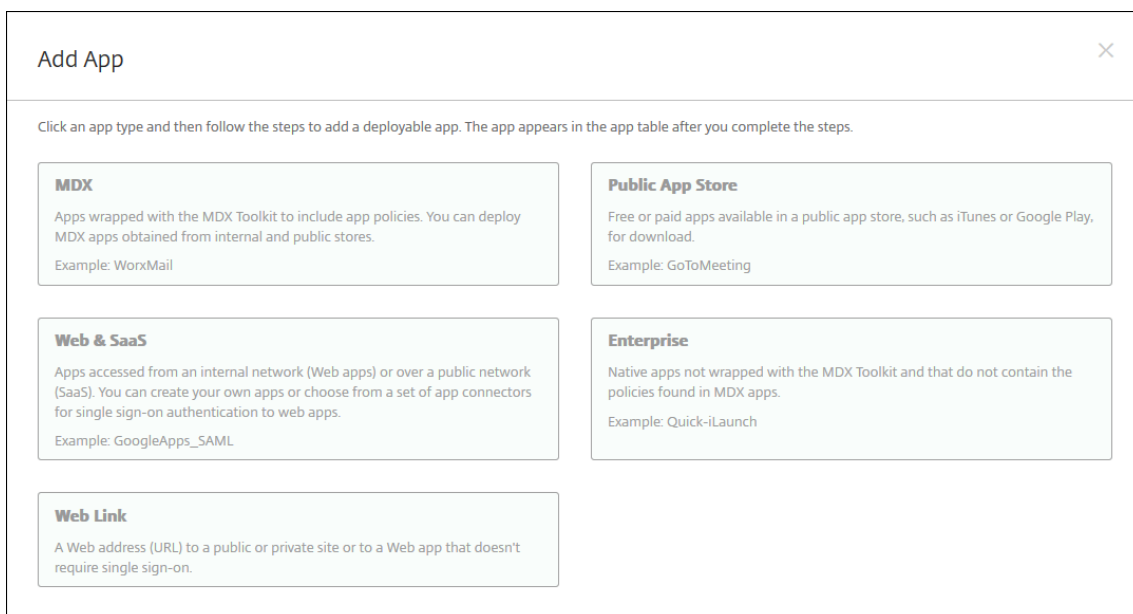 Add App
Click an app type and then follow the steps to add a deployable app. The app appears in the app table after you complete the steps.
MDX
Apps wrapped with the MDX Toolkit to include app policies. You can deploy
MDX apps obtained from internal and public stores.
Example: WorxMail
Public App Store
Free or paid apps available in a public app store, such as iTunes or Google Play,
for download.
Example: GoToMeeting
Web & SaaS
Apps accessed from an internal network (Web apps) or over a public network
(SaaS). You can create your own apps or choose from a set of app connectors
for single sign-on authentication to web apps.
Example: GoogleApps_SAML
Enterprise
Native apps not wrapped with the MDX Toolkit and that do not contain the
policies found in MDX apps.
Example: Quick-iLaunch
Web Link
A Web address (URL) to a public or private site or to a Web app that doesn't
require single sign-on.